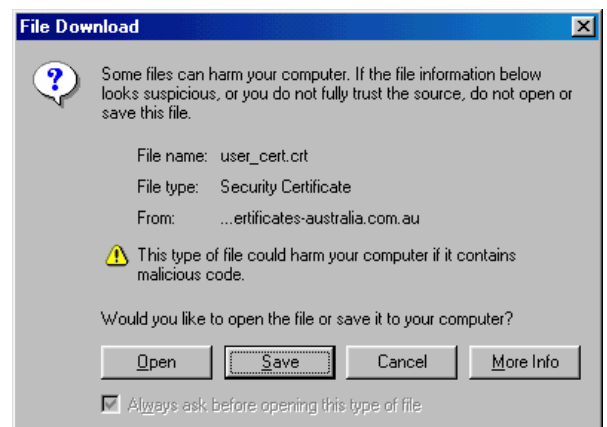 File Download
Some files can harm your computer. If the file information below
looks suspicious, or you do not fully trust the source, do not open or
save this file.
File name: user_cert.crt
File type: Security Certificate
From: ...ertificates-australia.com.au
This type of file could harm your computer if it contains
malicious code.
Would you like to open the file or save it to your computer?
Open Save Cancel More Info
Always ask before opening this type of file